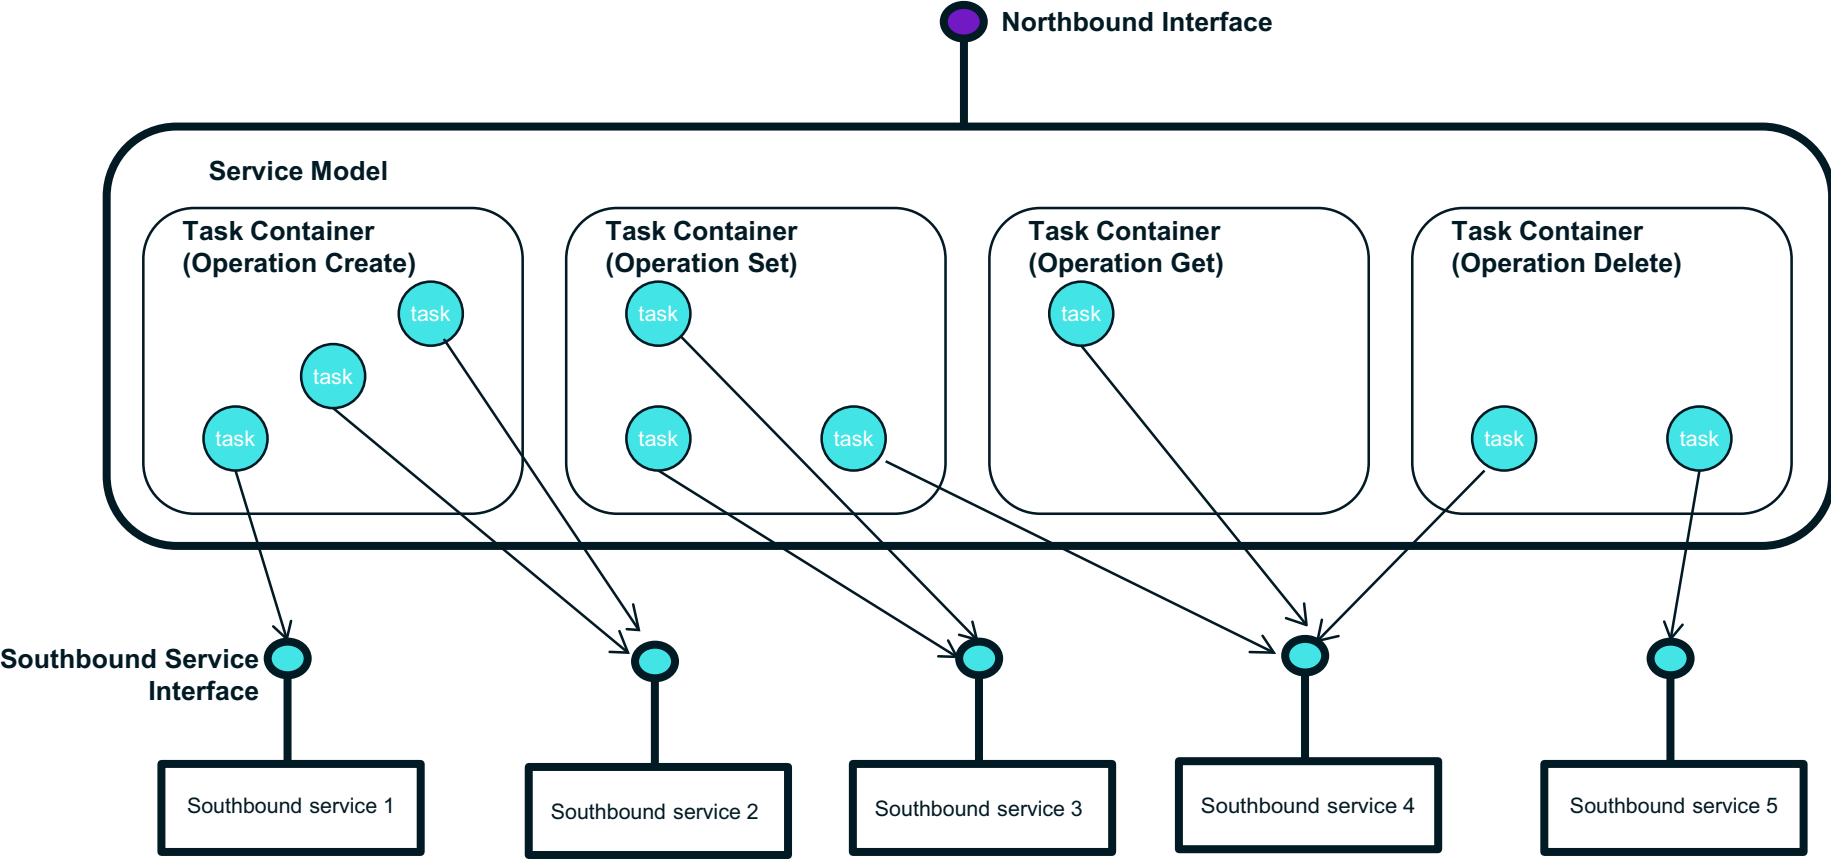 Northbound Interface
Service Model
Task Container
(Operation Create)
Task Container
(Operation Set)
Task Container
(Operation Get)
Task Container
(Operation Delete)
task
task
task
task
task
task
task
task
task
Southbound Service
Interface
Southbound service 1
Southbound service 2
Southbound service 3
Southbound service 4
Southbound service 5